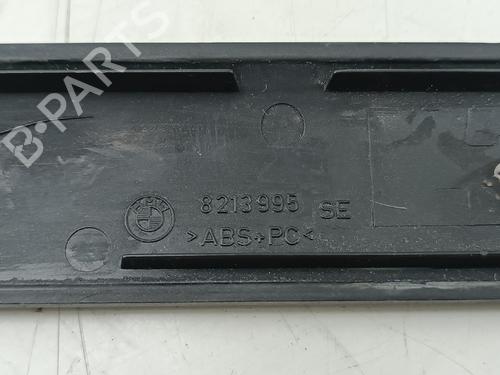 B-PARTS
BMW
8213995 SE
>ABS+PC<